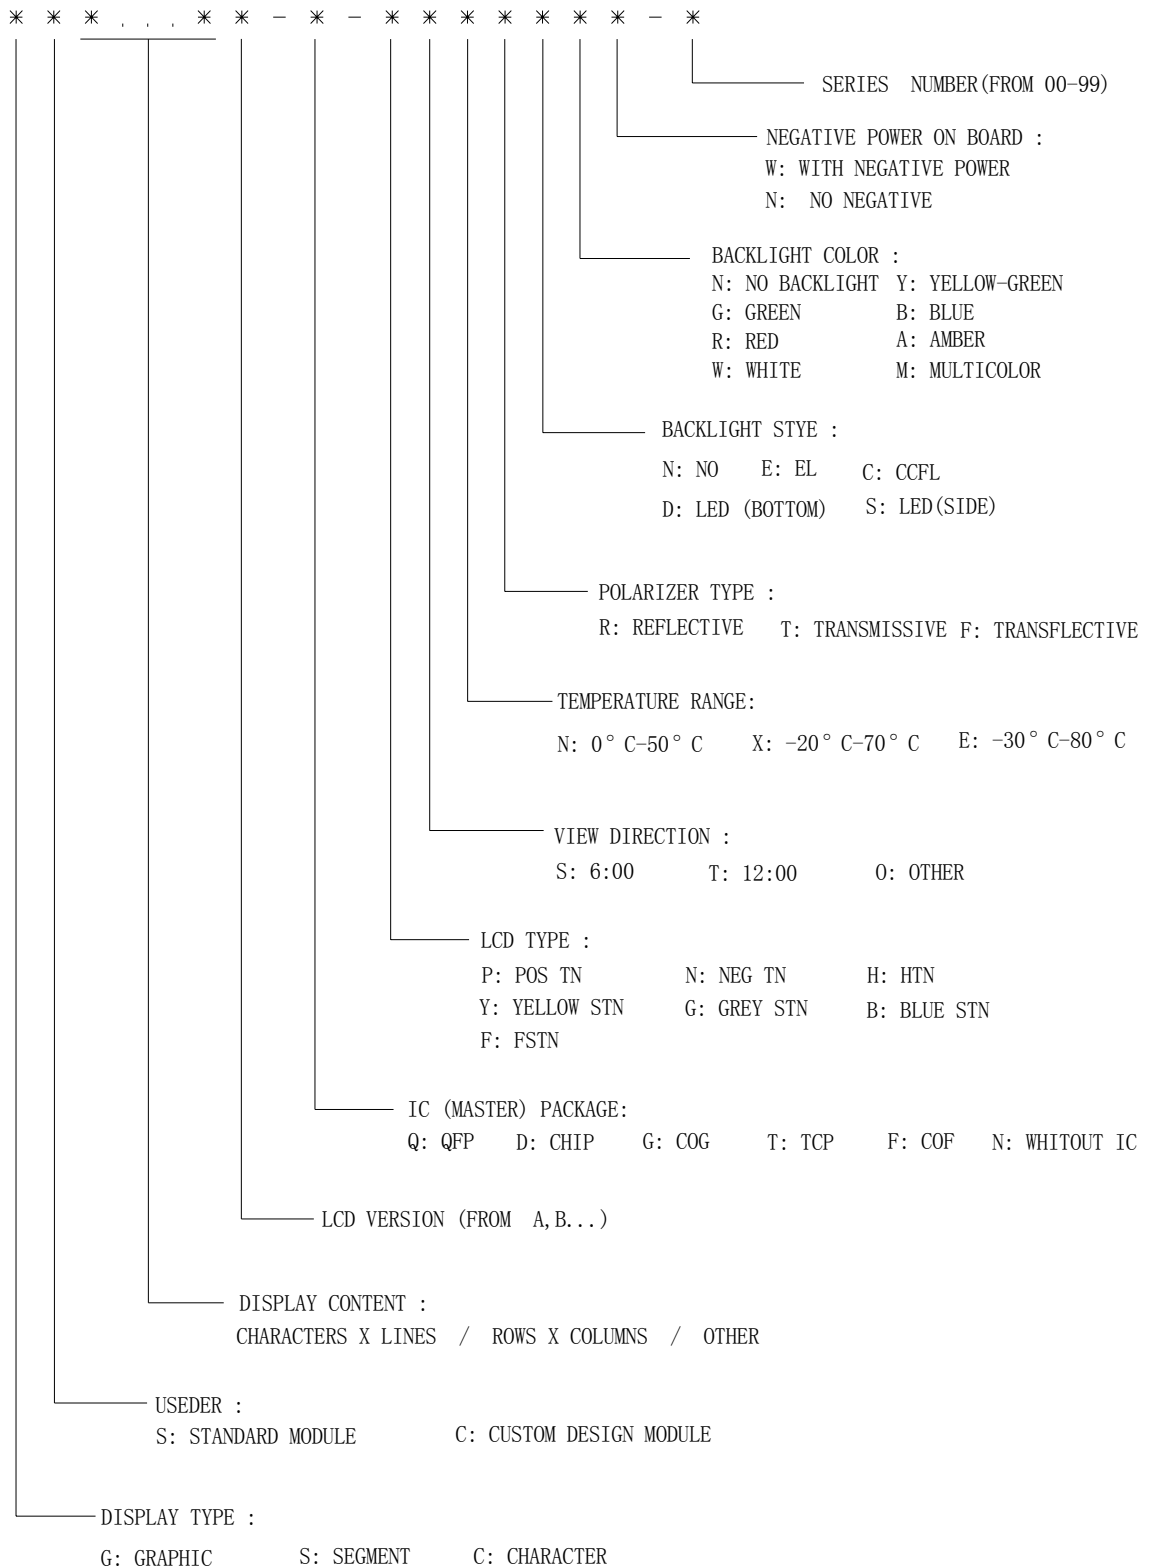 * * * . . . * * - * - * * * * * * * - *
SERIES NUMBER(FROM 00-99)
NEGATIVE POWER ON BOARD :
W: WITH NEGATIVE POWER
N: NO NEGATIVE
BACKLIGHT COLOR :
N: NO BACKLIGHT Y: YELLOW-GREEN
G: GREEN B: BLUE
R: RED A: AMBER
W: WHITE M: MULTICOLOR
BACKLIGHT STYE :
N: NO E: EL C: CCFL
D: LED (BOTTOM) S: LED(SIDE)
POLARIZER TYPE :
R: REFLECTIVE T: TRANSMISSIVE F: TRANSFLECTIVE
TEMPERATURE RANGE:
N: 0° C-50° C X: -20° C-70° C E: -30° C-80° C
VIEW DIRECTION :
S: 6:00 T: 12:00 O: OTHER
LCD TYPE :
P: POS TN N: NEG TN H: HTN
Y: YELLOW STN G: GREY STN B: BLUE STN
F: FSTN
IC (MASTER) PACKAGE:
Q: QFP D: CHIP G: COG T: TCP F: COF N: WHITOUT IC
LCD VERSION (FROM A,B...)
DISPLAY CONTENT :
CHARACTERS X LINES / ROWS X COLUMNS / OTHER
USEDER :
S: STANDARD MODULE C: CUSTOM DESIGN MODULE
DISPLAY TYPE :
G: GRAPHIC S: SEGMENT C: CHARACTER